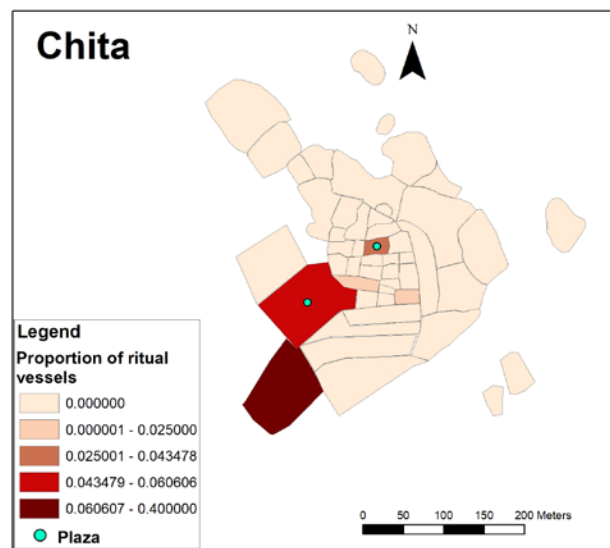 Chita
N
Legend
Proportion of ritual
vessels
0.000000
0.000001 - 0.025000
0.025001 - 0.043478
0.043479 - 0.060606
0.060607 - 0.400000
Plaza
0 50 100 150 200 Meters